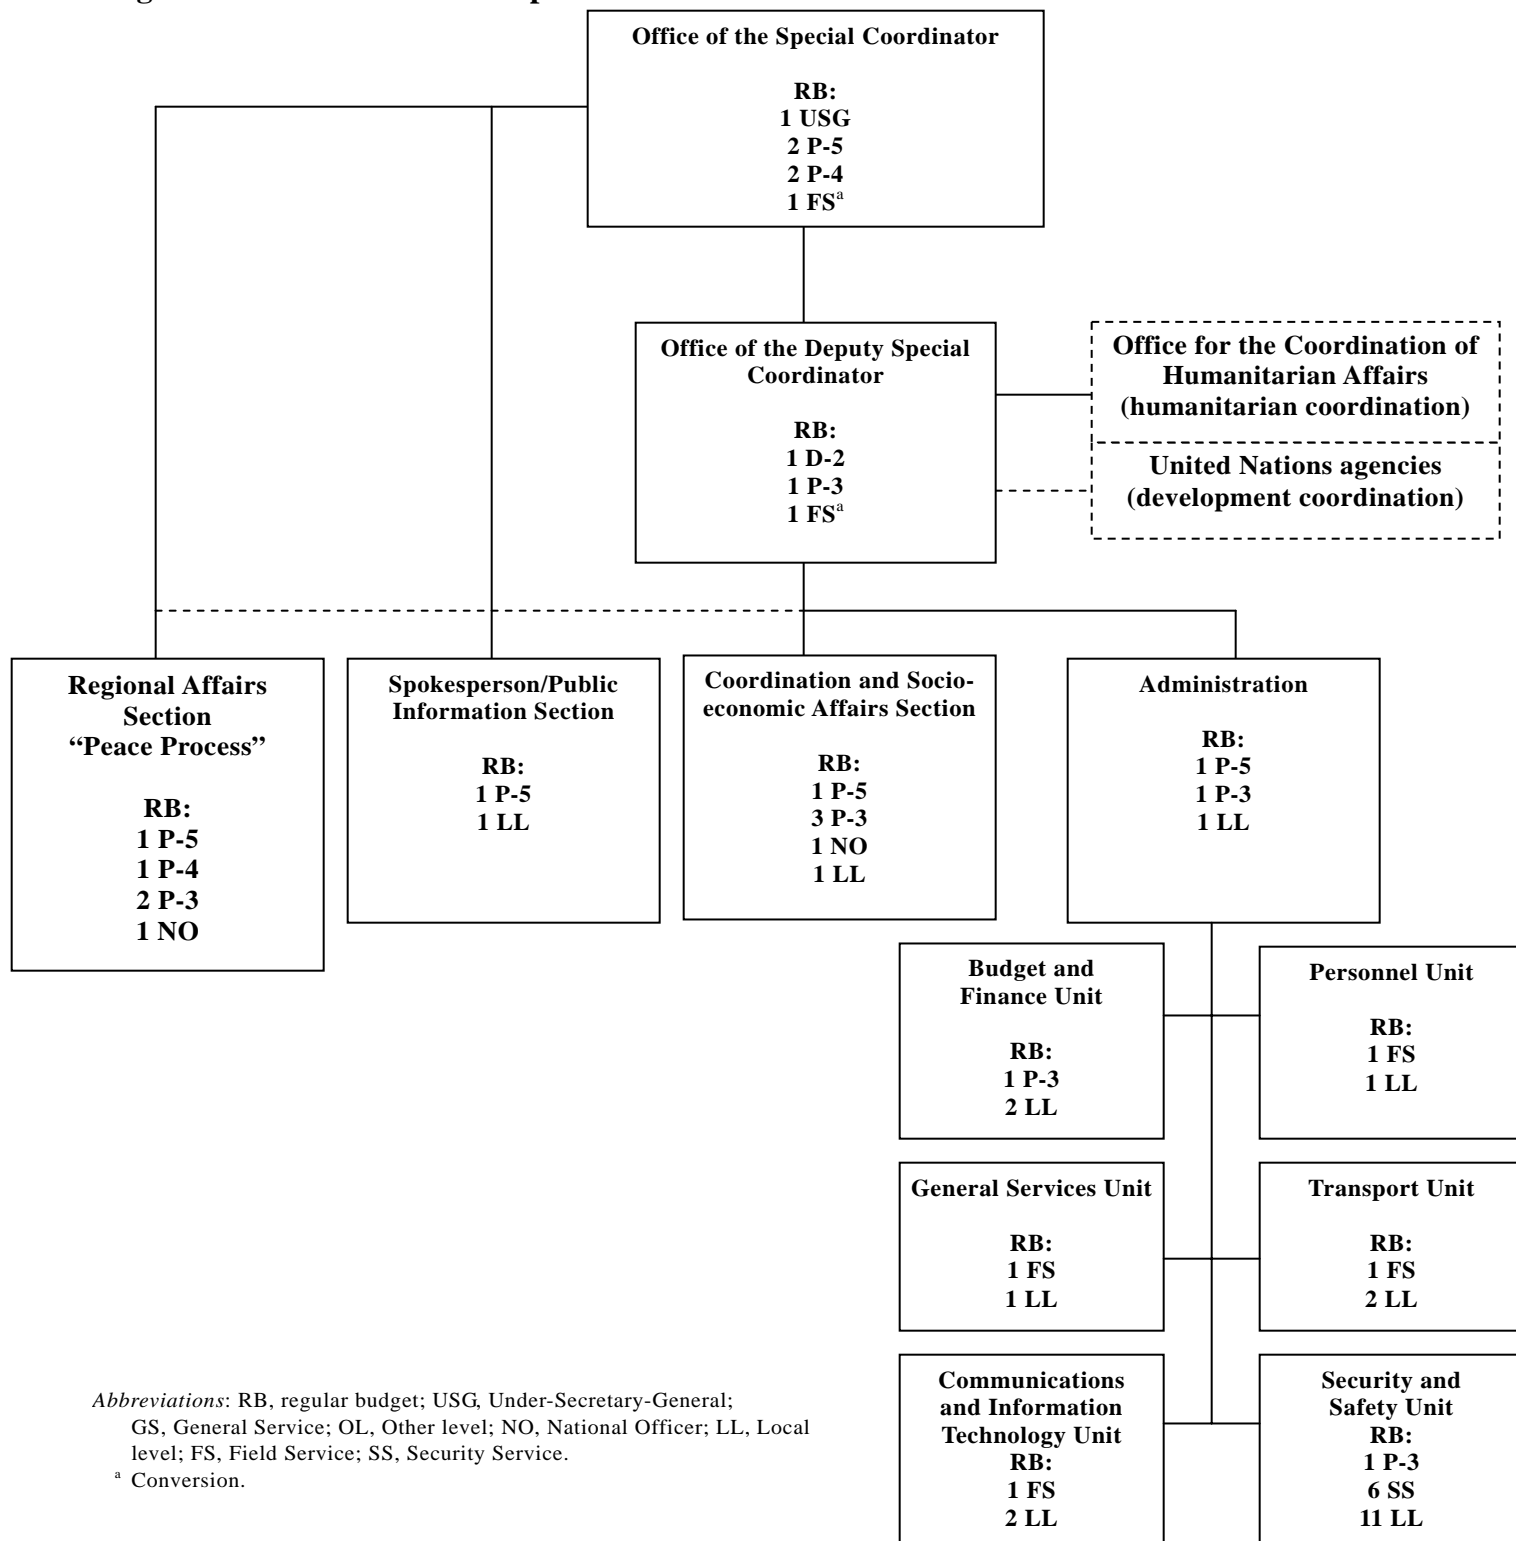 Office of the Special Coordinator
RB:
1 USG
2 P-5
2 P-4
1 FSa
Office of the Deputy Special
Coordinator
RB:
1 D-2
1 P-3
1 FSa
Office for the Coordination of
Humanitarian Affairs
(humanitarian coordination)
United Nations agencies
(development coordination)
Regional Affairs
Section
“Peace Process”
RB:
1 P-5
1 P-4
2 P-3
1 NO
Spokesperson/Public
Information Section
RB:
1 P-5
1 LL
Coordination and Socio-
economic Affairs Section
RB:
1 P-5
3 P-3
1 NO
1 LL
Administration
RB:
1 P-5
1 P-3
1 LL
Budget and
Finance Unit
RB:
1 P-3
2 LL
Personnel Unit
RB:
1 FS
1 LL
General Services Unit
RB:
1 FS
1 LL
Transport Unit
RB:
1 FS
2 LL
Communications
and Information
Technology Unit
RB:
1 FS
2 LL
Security and
Safety Unit
RB:
1 P-3
6 SS
11 LL
Abbreviations: RB, regular budget; USG, Under-Secretary-General;
GS, General Service; OL, Other level; NO, National Officer; LL, Local
level; FS, Field Service; SS, Security Service.
a Conversion.